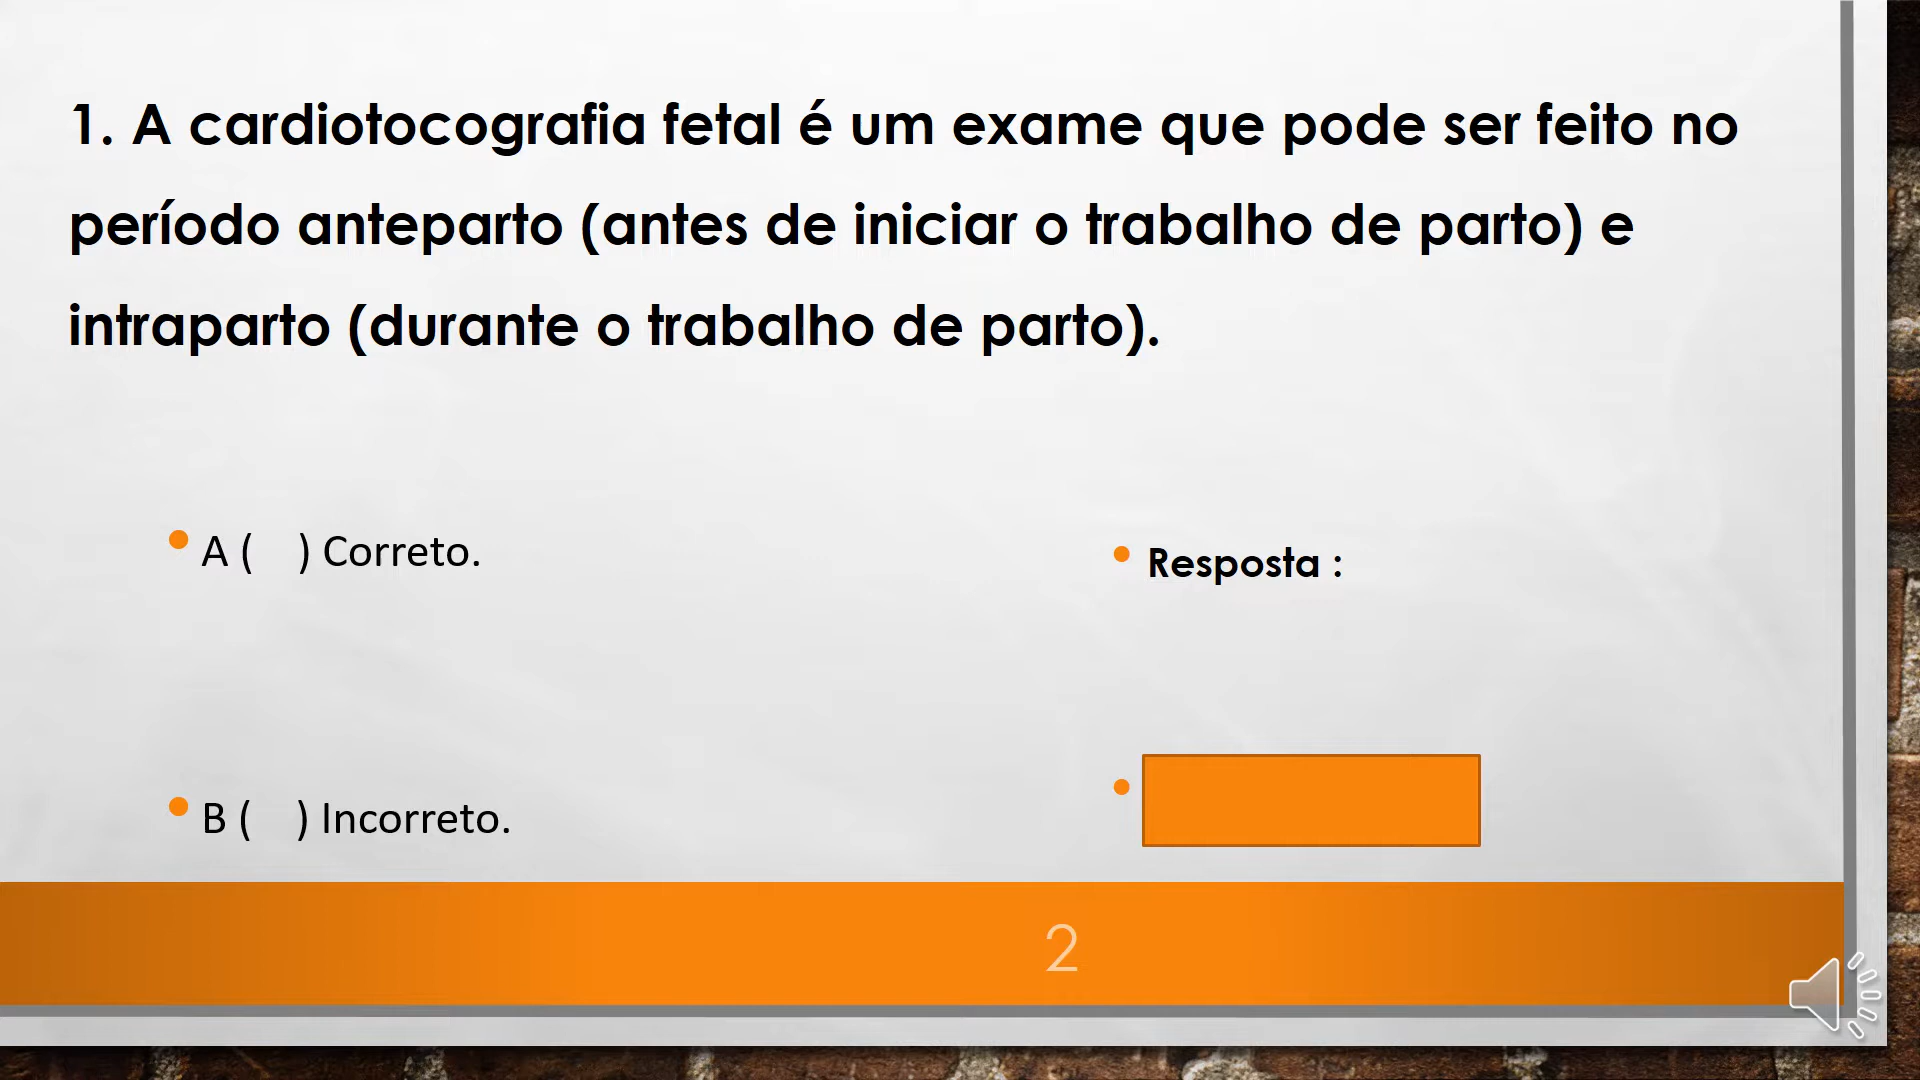 1. A cardiotocografia fetal é um exame que pode ser feito no
período anteparto (antes de iniciar o trabalho de parto) e
intraparto (durante o trabalho de parto).
A (    ) Correto.
Resposta :
B (    ) Incorreto.
2